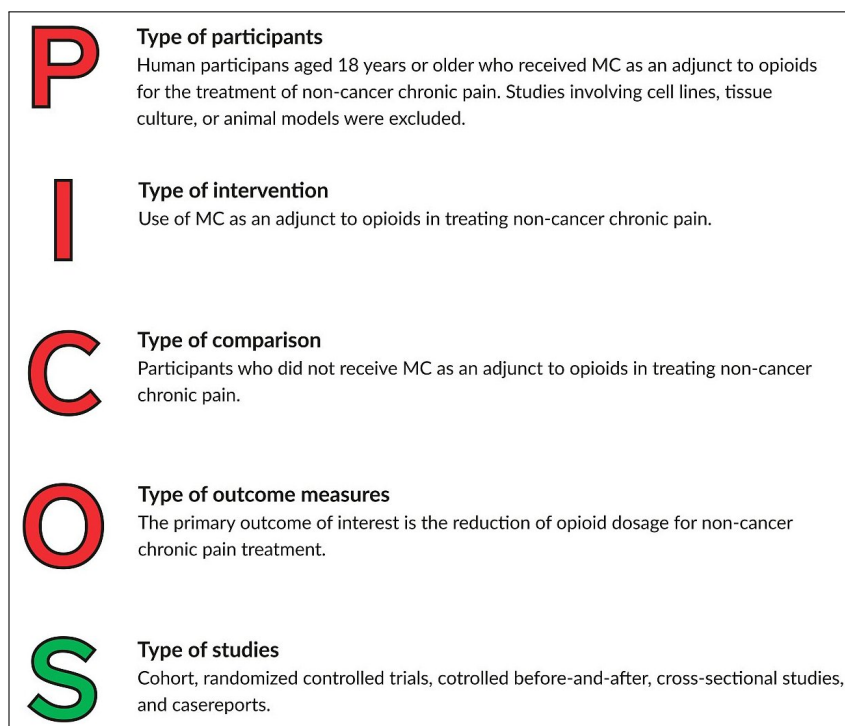 P
Type of participants
Human participans aged 18 years or older who received MC as an adjunct to opioids
for the treatment of non-cancer chronic pain. Studies involving cell lines, tissue
culture, or animal models were excluded.
I
Type of intervention
Use of MC as an adjunct to opioids in treating non-cancer chronic pain.
C
Type of comparison
Participants who did not receive MC as an adjunct to opioids in treating non-cancer
chronic pain.
O
Type of outcome measures
The primary outcome of interest is the reduction of opioid dosage for non-cancer
chronic pain treatment.
S
Type of studies
Cohort, randomized controlled trials, cotrolled before-and-after, cross-sectional studies,
and casereports.